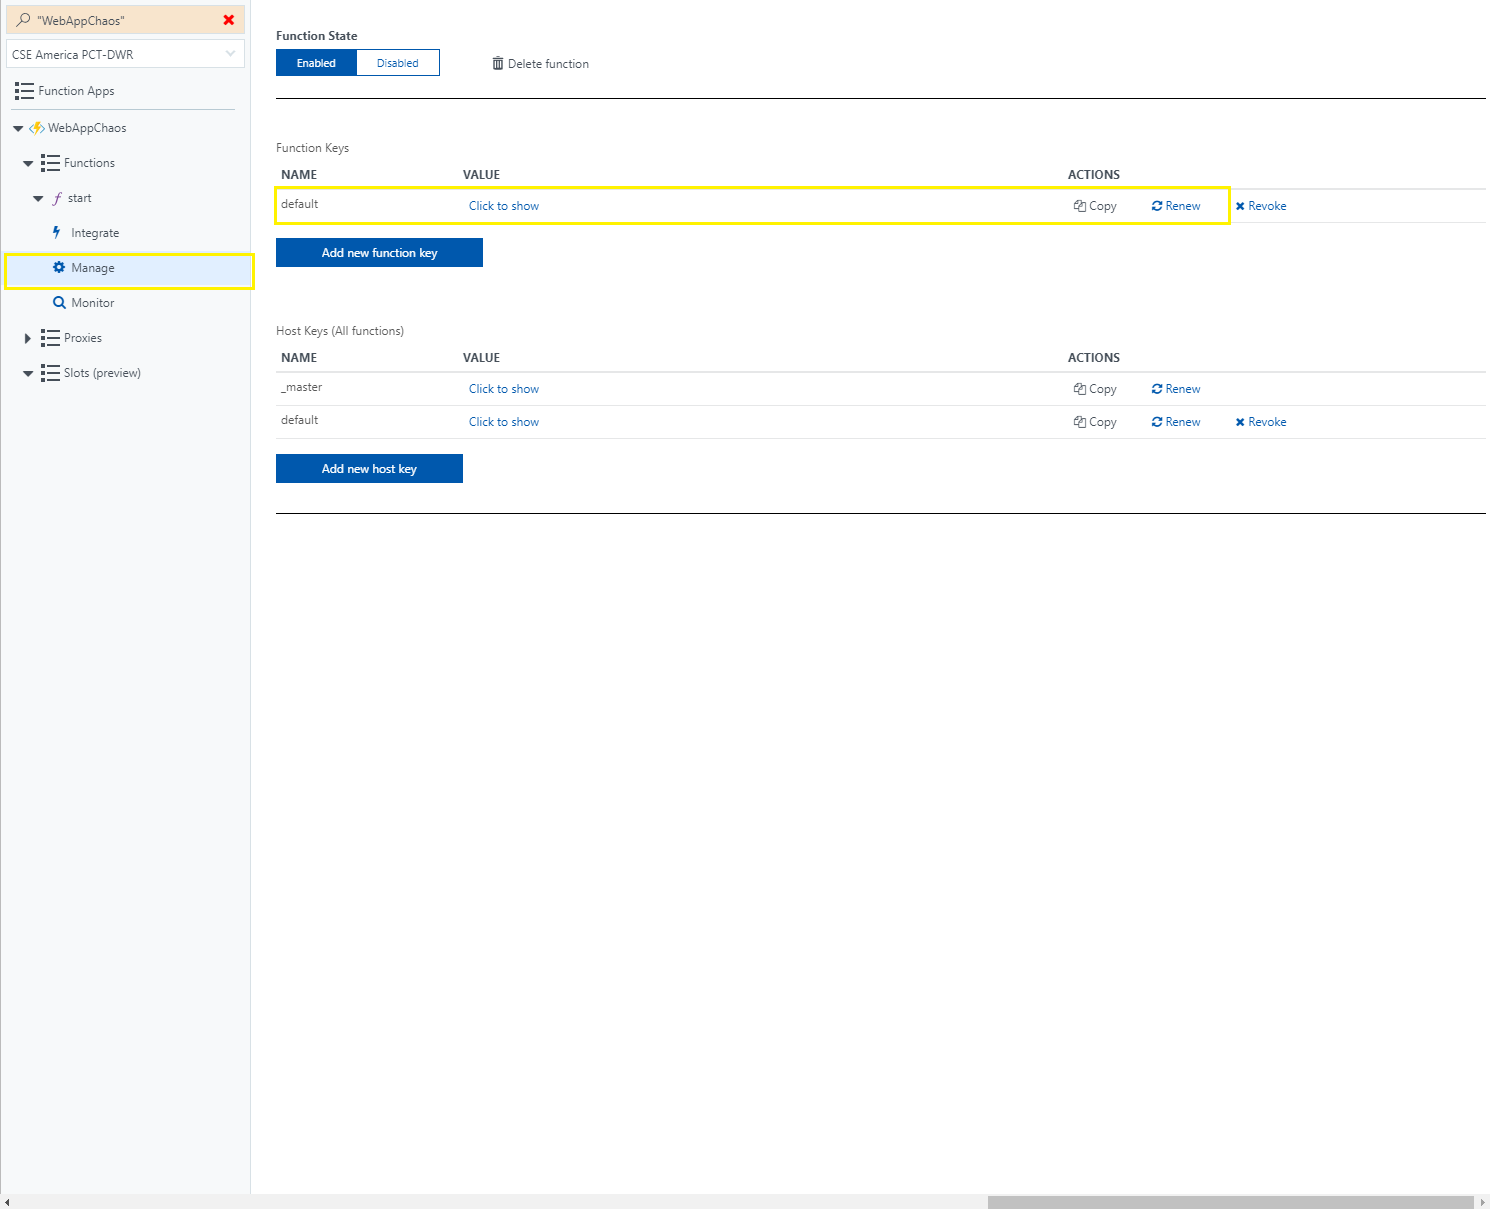 "WebAppChaos"
CSE America PCT-DWR
Function Apps
WebAppChaos
Functions
start
Integrate
Manage
Monitor
Proxies
Slots (preview)
Function State
Enabled Disabled Delete function
Function Keys
NAME VALUE ACTIONS
default Click to show Copy Renew Revoke
Add new function key
Host Keys (All functions)
NAME VALUE ACTIONS
_master Click to show Copy Renew
default Click to show Copy Renew Revoke
Add new host key